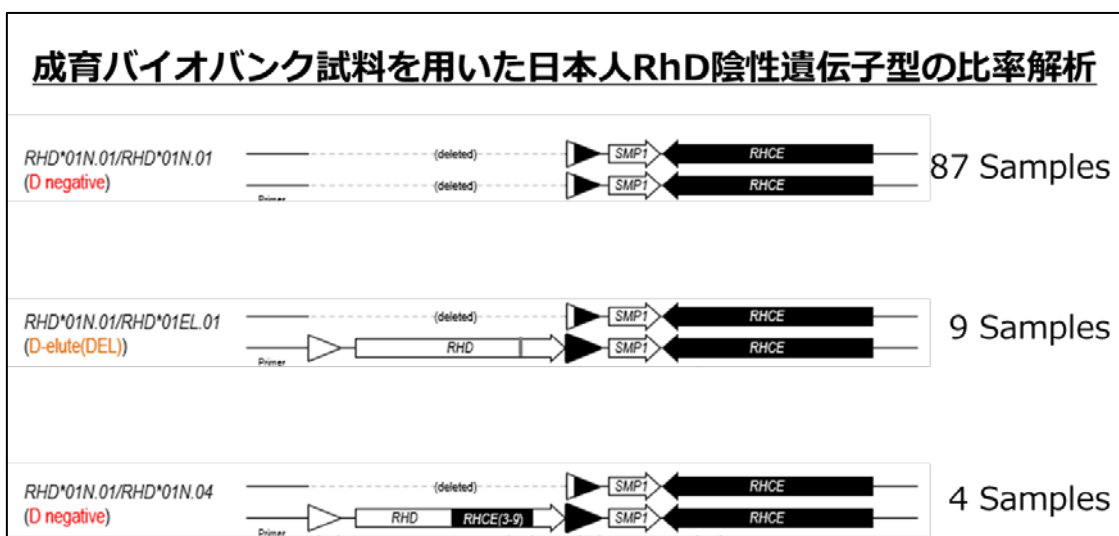 成育バイオバンク試料を用いた日本人RhD陰性遺伝子型の比率解析
RHD*01N.01/RHD*01N.01
(D negative)
(deleted) SMP1 RHCE
(deleted) SMP1 RHCE
Primer
87 Samples
RHD*01N.01/RHD*01EL.01
(D-elute(DEL))
(deleted) SMP1 RHCE
RHD SMP1 RHCE
Primer
9 Samples
RHD*01N.01/RHD*01N.04
(D negative)
(deleted) SMP1 RHCE
RHD RHCE(3-9) SMP1 RHCE
Primer
4 Samples